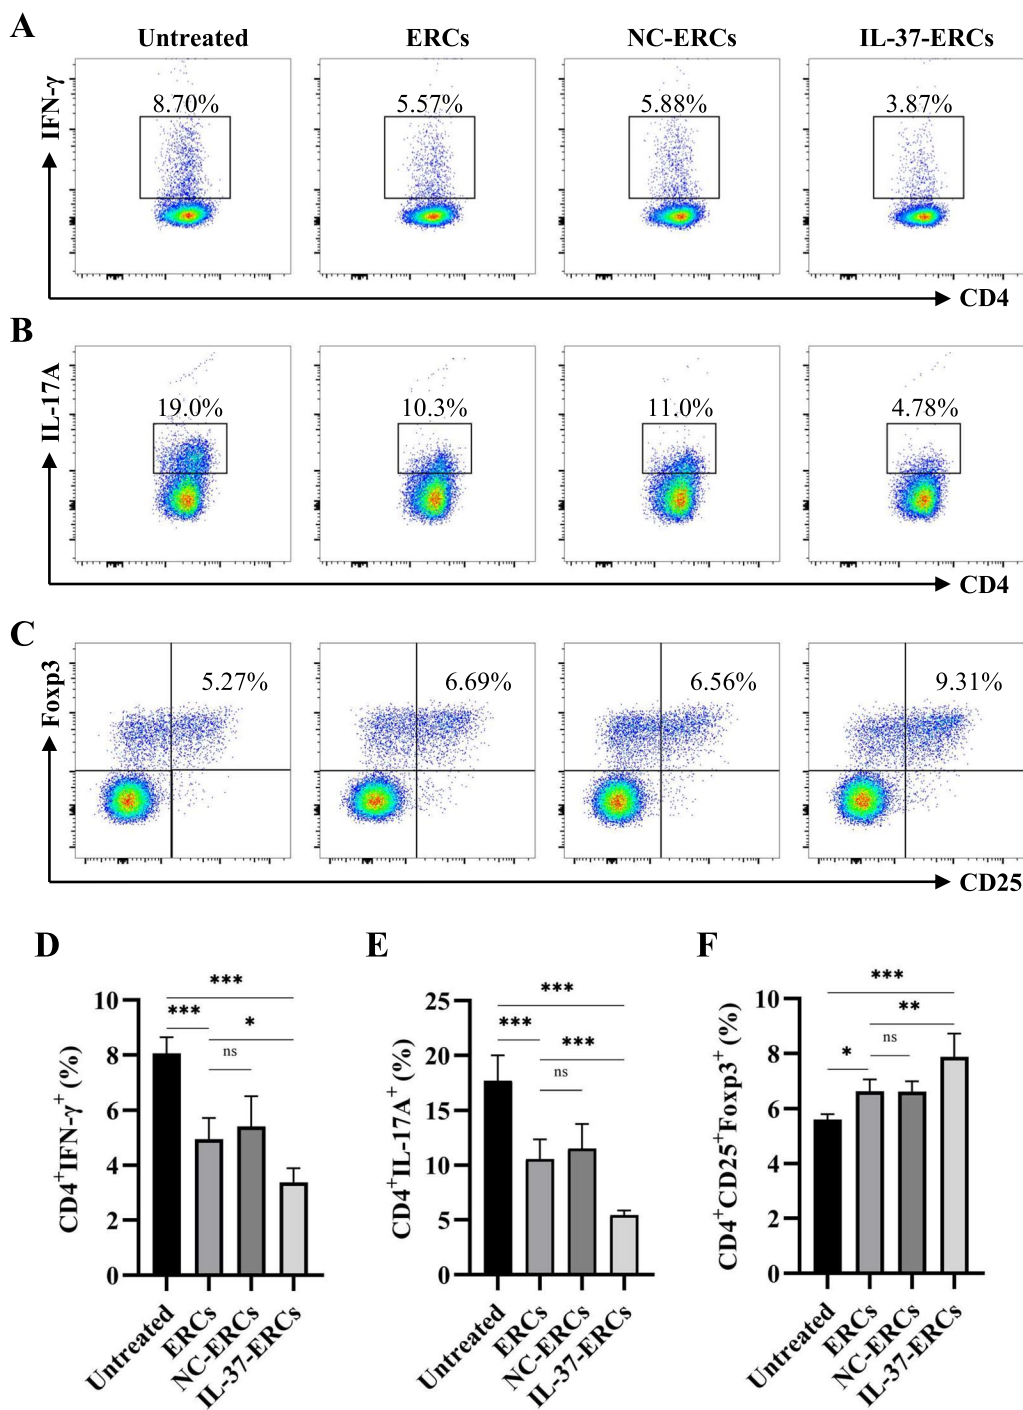 A
Untreated ERCs NC-ERCs IL-37-ERCs
IFN-γ
8.70% 5.57% 5.88% 3.87%
CD4
B
IL-17A
19.0% 10.3% 11.0% 4.78%
CD4
C
Foxp3
5.27% 6.69% 6.56% 9.31%
CD25
D
CD4+IFN-γ+ (%)
10
8
6
4
2
0
***
***
*
ns
Untreated
ERCs
NC-ERCs
IL-37-ERCs
E
CD4+IL-17A+ (%)
25
20
15
10
5
0
***
***
***
ns
Untreated
ERCs
NC-ERCs
IL-37-ERCs
F
CD4+CD25+Foxp3+ (%)
10
8
6
4
2
0
***
**
*
ns
Untreated
ERCs
NC-ERCs
IL-37-ERCs